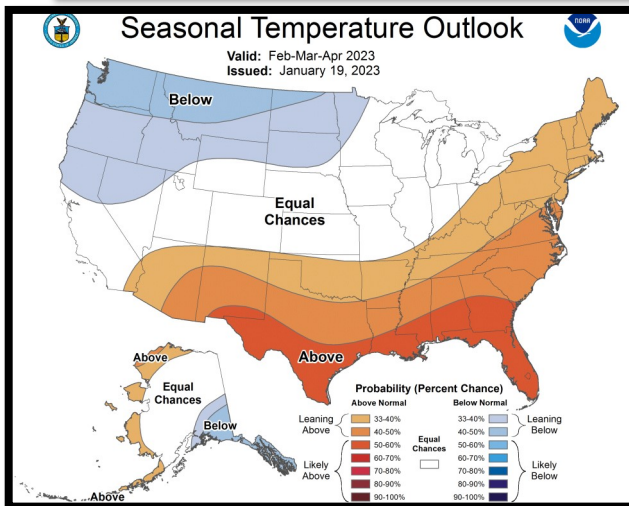 Seasonal Temperature Outlook
NOAA
Valid: Feb-Mar-Apr 2023
Issued: January 19, 2023
Below
Equal
Chances
Above
Above
Equal
Chances
Below
Above
Probability (Percent Chance)
Above Normal
Below Normal
Leaning
Above
33-40%
40-50%
Likely
Above
50-60%
60-70%
70-80%
80-90%
90-100%
Equal
Chances
33-40%
40-50%
Leaning
Below
50-60%
60-70%
70-80%
80-90%
90-100%
Likely
Below